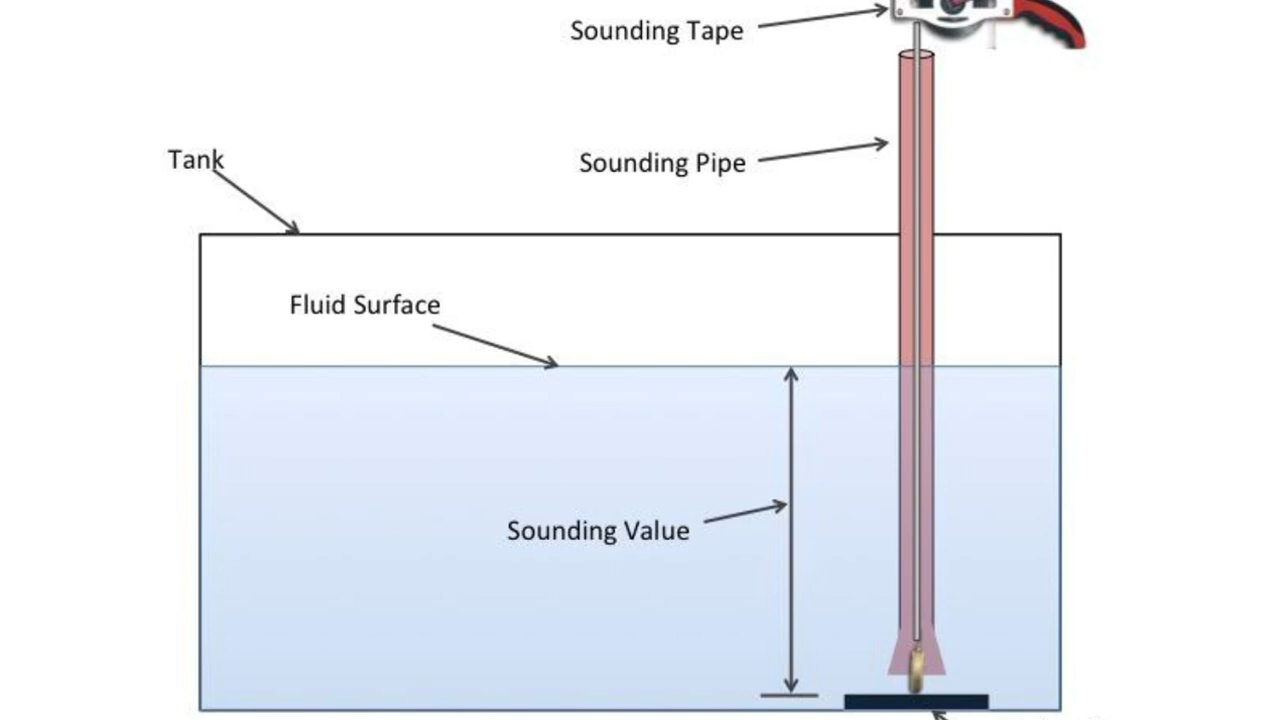 Sounding Tape
Tank
Sounding Pipe
Fluid Surface
Sounding Value